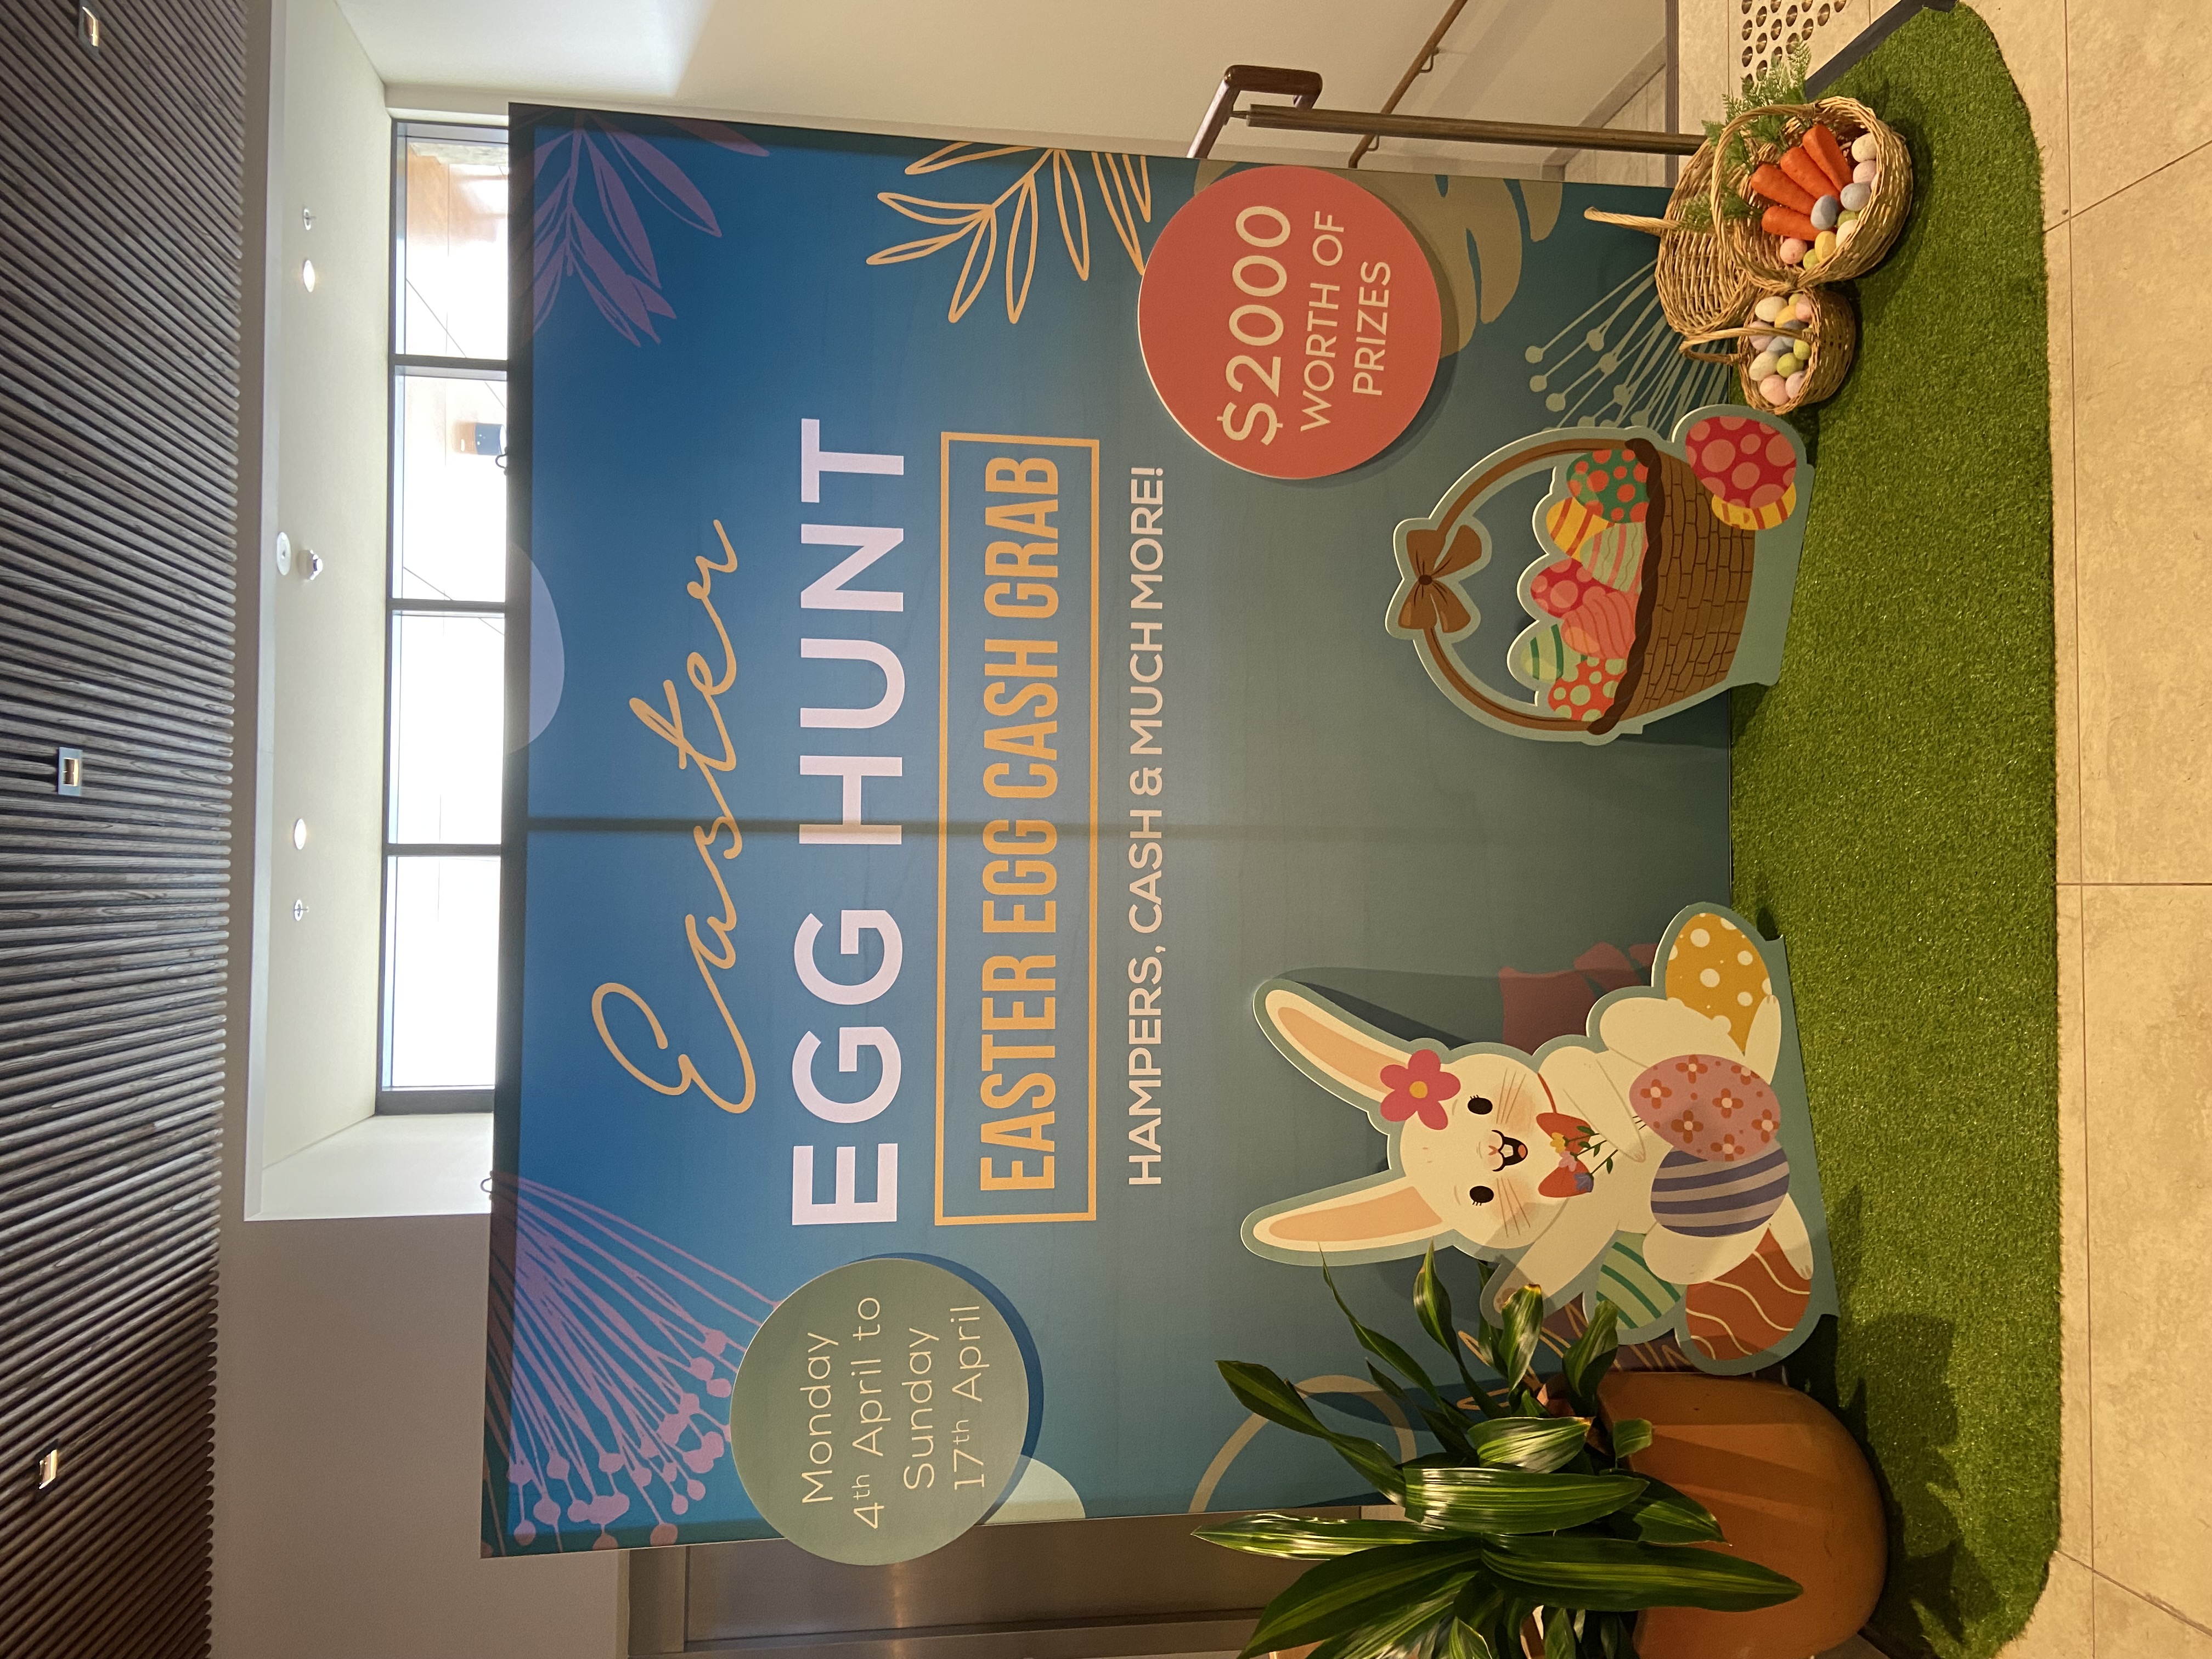 Easter
EGG HUNT
Monday
4th April to
Sunday
17th April
EASTER EGG CASH GRAB
HAMPERS, CASH & MUCH MORE!
$2000
WORTH OF
PRIZES